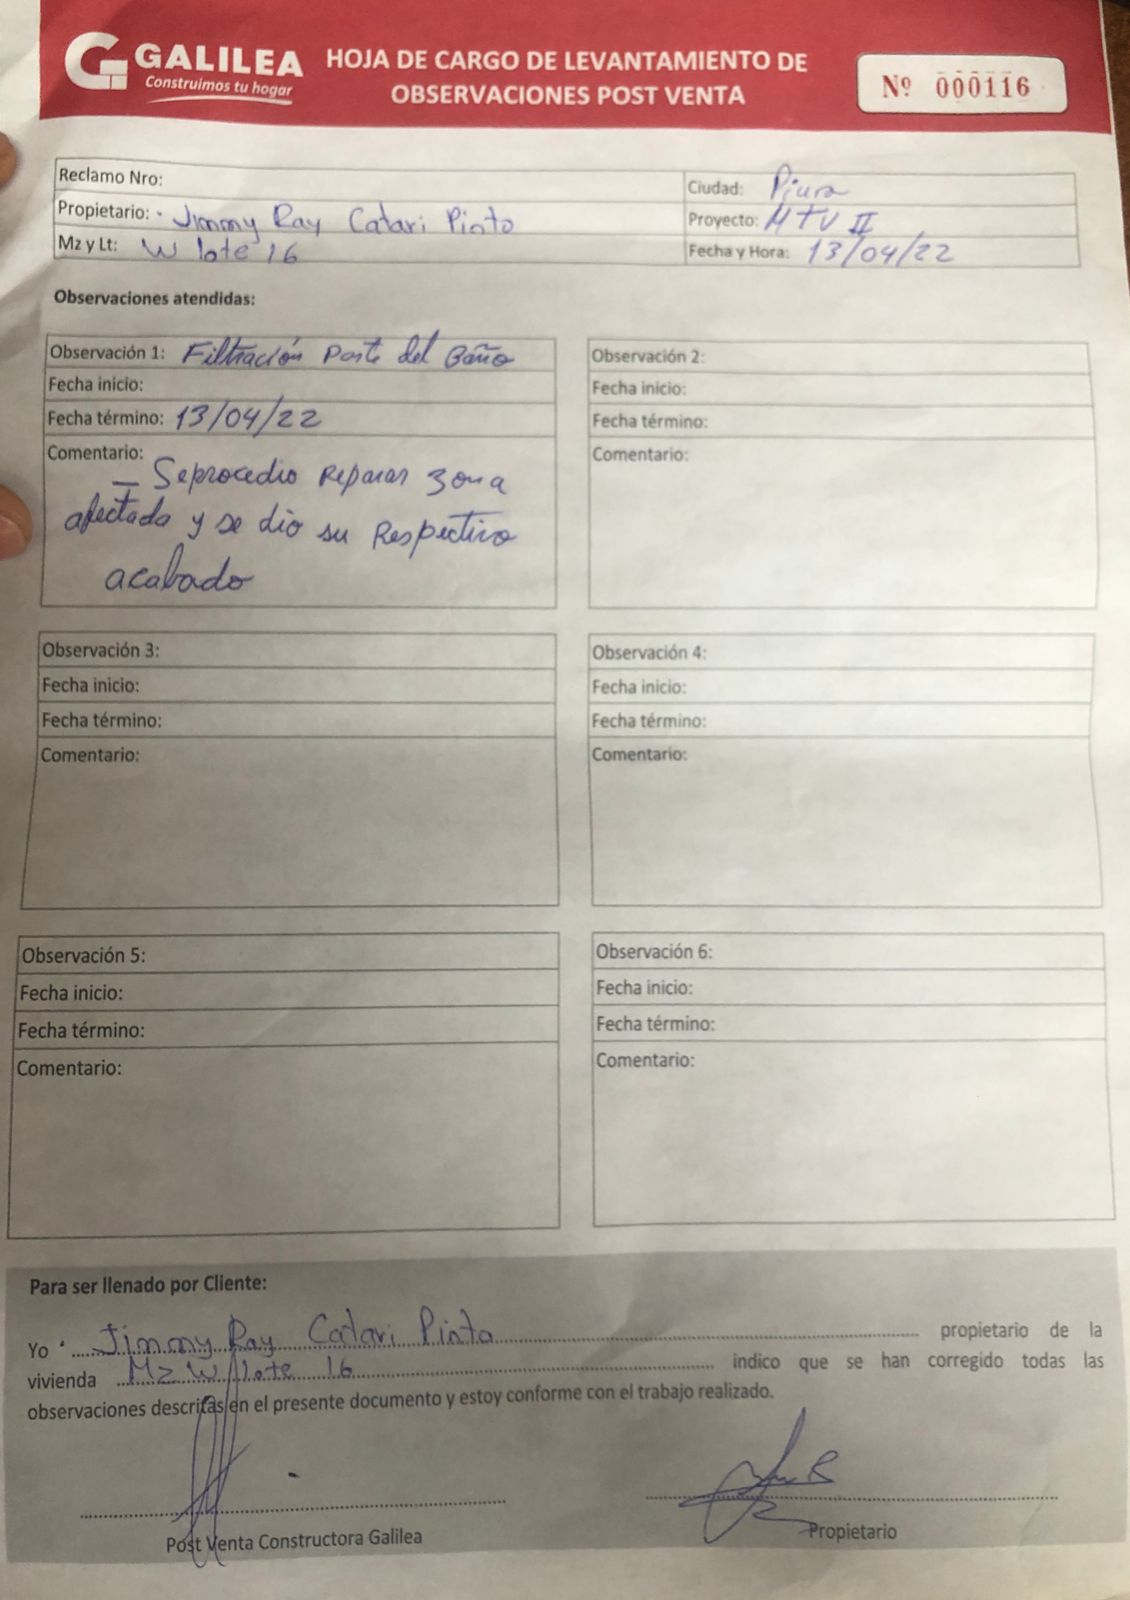 GALILEA
Construimos tu hogar
HOJA DE CARGO DE LEVANTAMIENTO DE
OBSERVACIONES POST VENTA
Nº 000116
Reclamo Nro:
Ciudad: Piura
Propietario: Jimmy Ray Catari Pinto
Proyecto: MTV II
Mz y Lt: W lote 16
Fecha y Hora: 13/04/22
Observaciones atendidas:
Observación 1: Filtración Parte del Baño
Fecha inicio:
Fecha término: 13/04/22
Comentario:
— Seprocedio Reparar zona
afectada y se dio su Respectivo
acabado
Observación 2:
Fecha inicio:
Fecha término:
Comentario:
Observación 3:
Fecha inicio:
Fecha término:
Comentario:
Observación 4:
Fecha inicio:
Fecha término:
Comentario:
Observación 5:
Fecha inicio:
Fecha término:
Comentario:
Observación 6:
Fecha inicio:
Fecha término:
Comentario:
Para ser llenado por Cliente:
Yo Jimmy Ray Catari Pinto propietario de la
vivienda Mz W lote 16 indico que se han corregido todas las
observaciones descritas en el presente documento y estoy conforme con el trabajo realizado.
Post Venta Constructora Galilea
Propietario